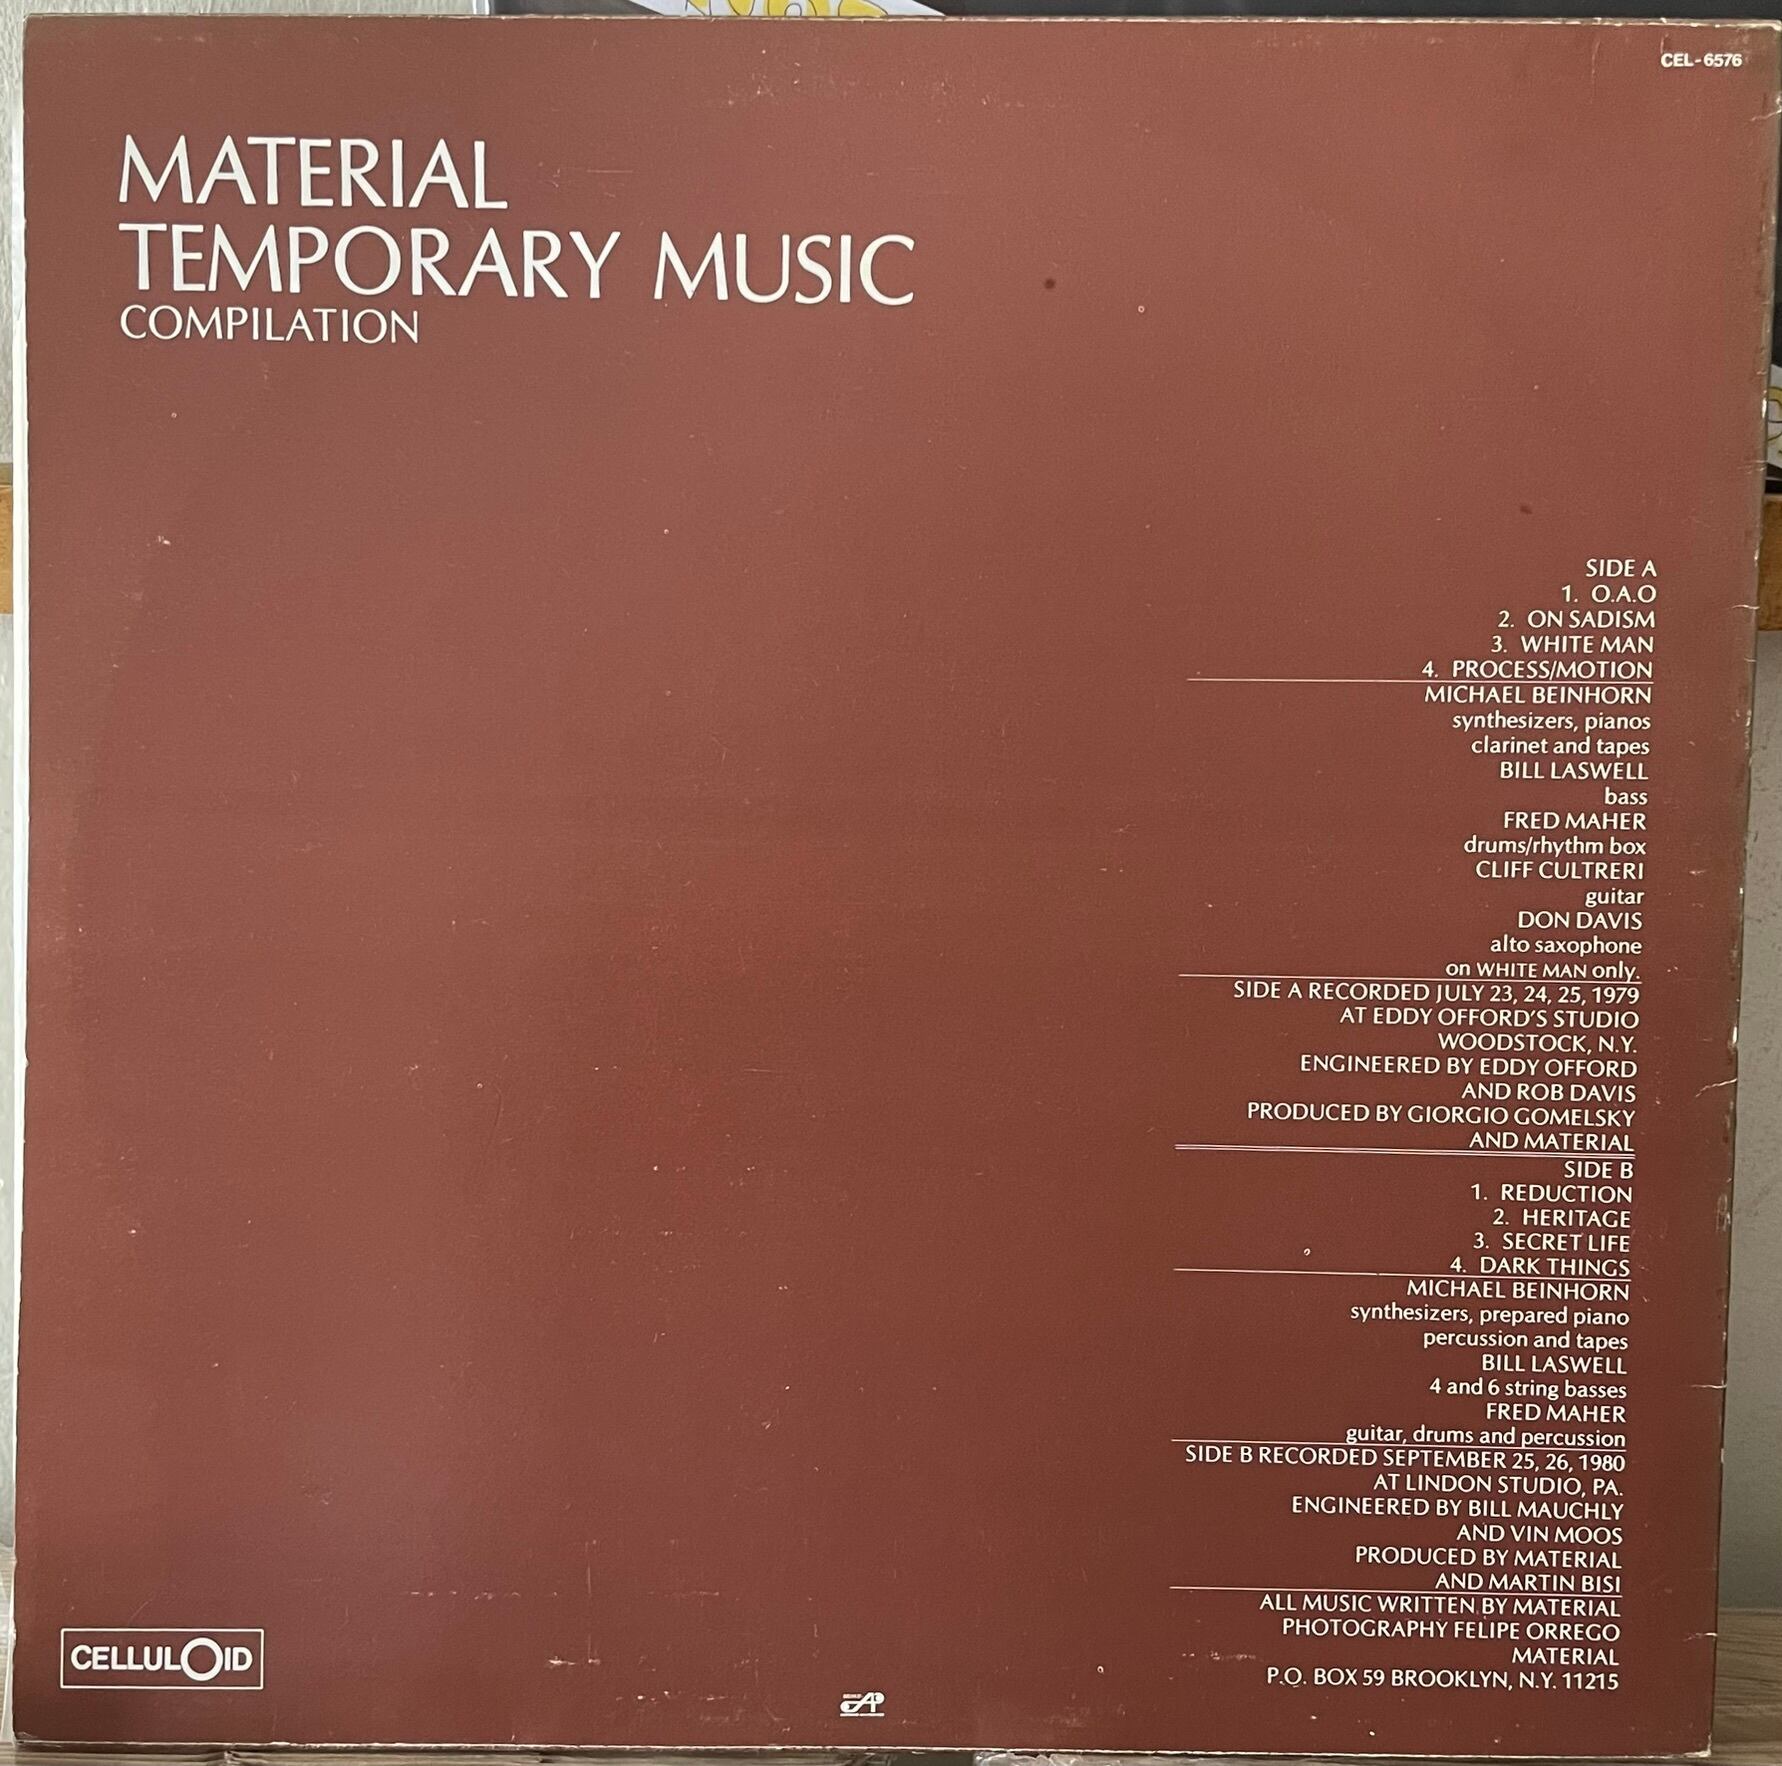 CEL-6576
MATERIAL
TEMPORARY MUSIC
COMPILATION
SIDE A
1. O.A.O
2. ON SADISM
3. WHITE MAN
4. PROCESS/MOTION
MICHAEL BEINHORN
synthesizers, pianos
clarinet and tapes
BILL LASWELL
bass
FRED MAHER
drums/rhythm box
CLIFF CULTRERI
guitar
DON DAVIS
alto saxophone
on WHITE MAN only.
SIDE A RECORDED JULY 23, 24, 25, 1979
AT EDDY OFFORD'S STUDIO
WOODSTOCK, N.Y.
ENGINEERED BY EDDY OFFORD
AND ROB DAVIS
PRODUCED BY GIORGIO GOMELSKY
AND MATERIAL
SIDE B
1. REDUCTION
2. HERITAGE
3. SECRET LIFE
4. DARK THINGS
MICHAEL BEINHORN
synthesizers, prepared piano
percussion and tapes
BILL LASWELL
4 and 6 string basses
FRED MAHER
guitar, drums and percussion
SIDE B RECORDED SEPTEMBER 25, 26, 1980
AT LINDON STUDIO, PA.
ENGINEERED BY BILL MAUCHLY
AND VIN MOOS
PRODUCED BY MATERIAL
AND MARTIN BISI
ALL MUSIC WRITTEN BY MATERIAL
PHOTOGRAPHY FELIPE ORREGO
MATERIAL
P.O. BOX 59 BROOKLYN, N.Y. 11215
CELLULOID